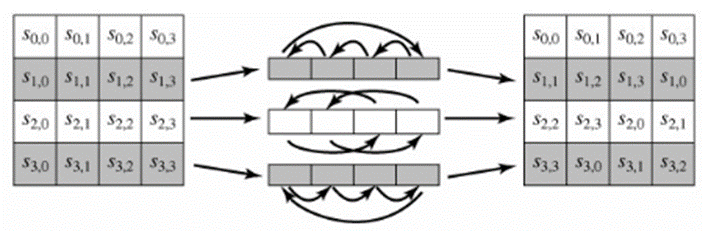 s0,0 s0,1 s0,2 s0,3
s1,0 s1,1 s1,2 s1,3
s2,0 s2,1 s2,2 s2,3
s3,0 s3,1 s3,2 s3,3
s0,0 s0,1 s0,2 s0,3
s1,1 s1,2 s1,3 s1,0
s2,2 s2,3 s2,0 s2,1
s3,3 s3,0 s3,1 s3,2